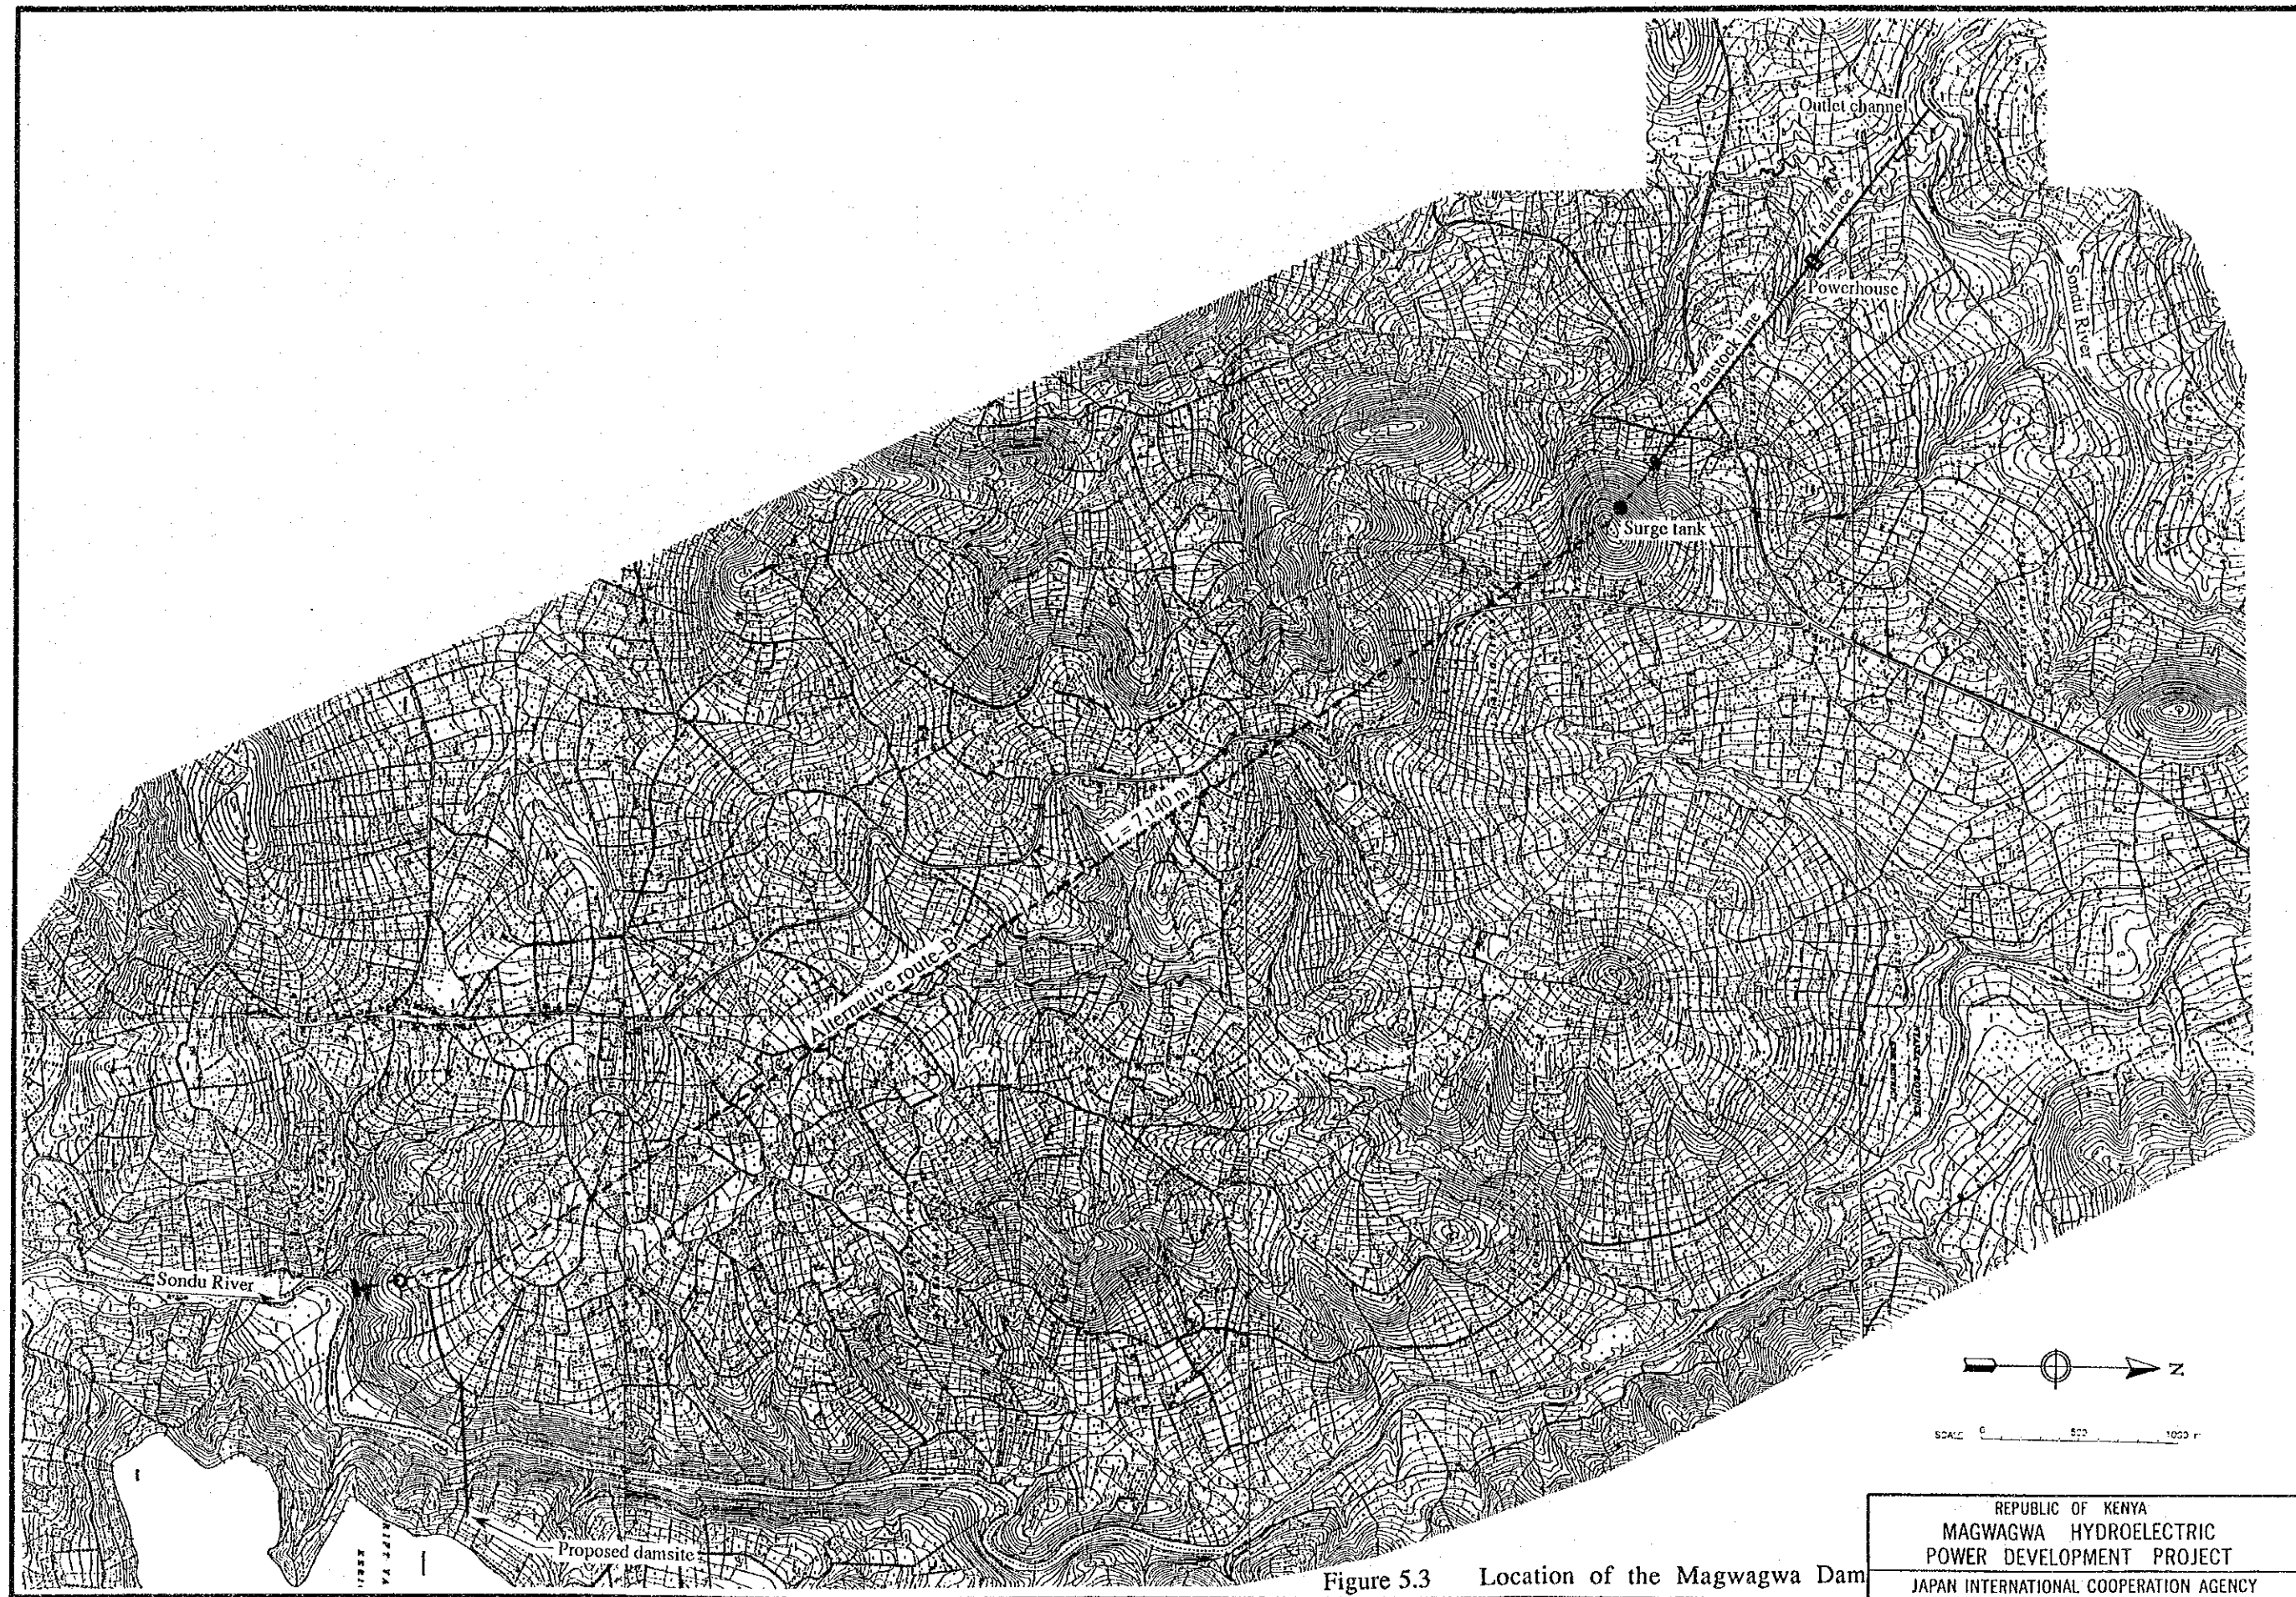 Outlet channel
Tailrace
Powerhouse
Sondu River
Penstock line
Surge tank
L = 7,140 m
Alternative route-B
Sondu River
Proposed damsite
N
SCALE 0 500 1000 m
Figure 5.3 Location of the Magwagwa Dam
REPUBLIC OF KENYA
MAGWAGWA HYDROELECTRIC
POWER DEVELOPMENT PROJECT
JAPAN INTERNATIONAL COOPERATION AGENCY